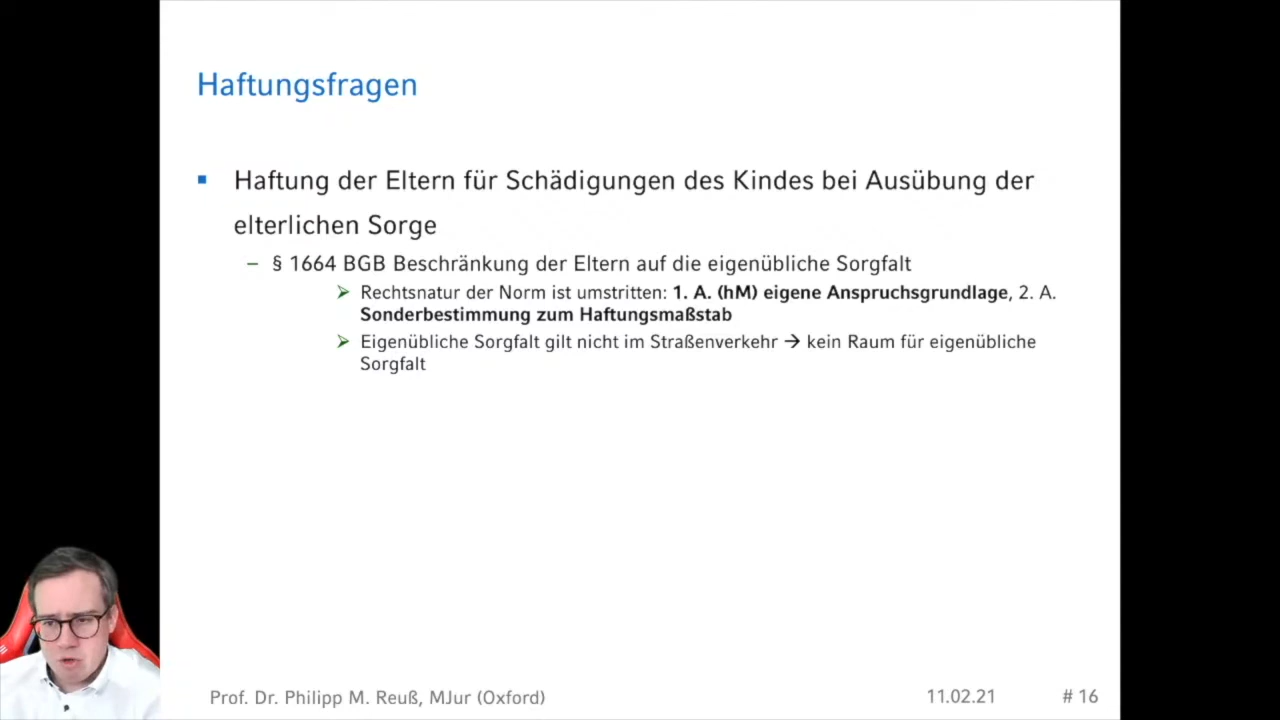 Haftungsfragen
▪ Haftung der Eltern für Schädigungen des Kindes bei Ausübung der
elterlichen Sorge
– § 1664 BGB Beschränkung der Eltern auf die eigenübliche Sorgfalt
➢ Rechtsnatur der Norm ist umstritten: 1. A. (hM) eigene Anspruchsgrundlage, 2. A.
Sonderbestimmung zum Haftungsmaßstab
➢ Eigenübliche Sorgfalt gilt nicht im Straßenverkehr → kein Raum für eigenübliche
Sorgfalt
Prof. Dr. Philipp M. Reuß, MJur (Oxford) 11.02.21 # 16